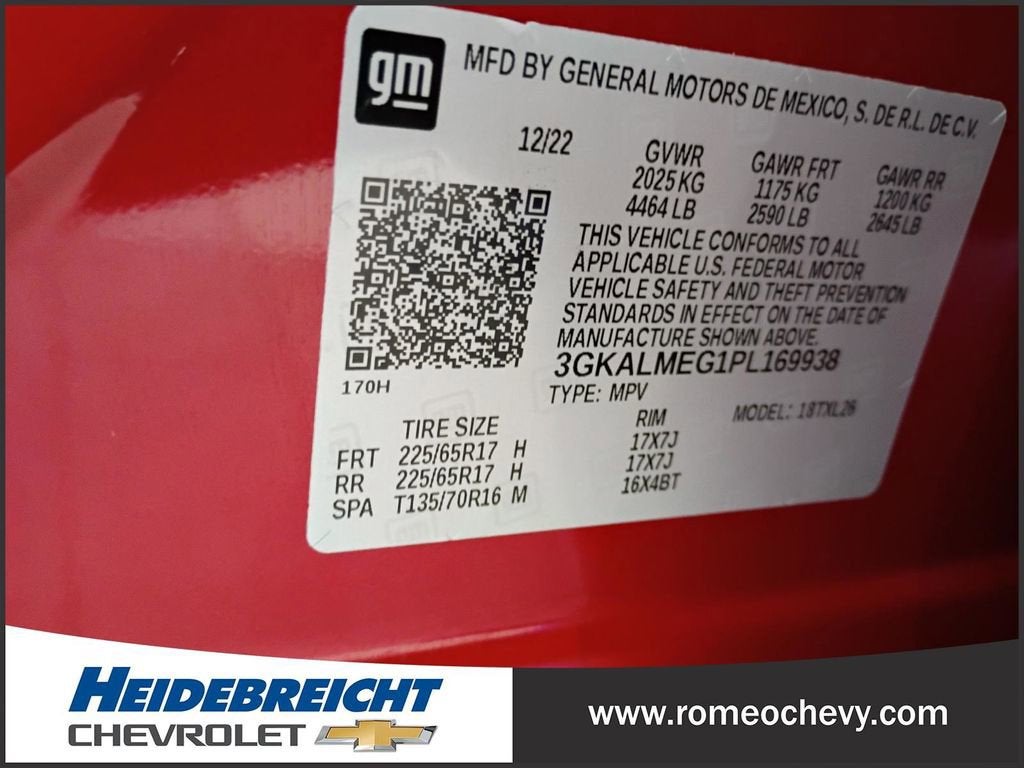 gm
MFD BY GENERAL MOTORS DE MEXICO, S. DE R.L. DE C.V.
12/22
GVWR GAWR FRT GAWR RR
2025 KG 1175 KG 1200 KG
4464 LB 2590 LB 2645 LB
THIS VEHICLE CONFORMS TO ALL
APPLICABLE U.S. FEDERAL MOTOR
VEHICLE SAFETY AND THEFT PREVENTION
STANDARDS IN EFFECT ON THE DATE OF
MANUFACTURE SHOWN ABOVE.
3GKALMEG1PL169938
170H
TYPE: MPV MODEL: 1STXL26
TIRE SIZE RIM
FRT 225/65R17 H 17X7J
RR 225/65R17 H 17X7J
SPA T135/70R16 M 16X4BT
HEIDEBREICHT
CHEVROLET
www.romeochevy.com